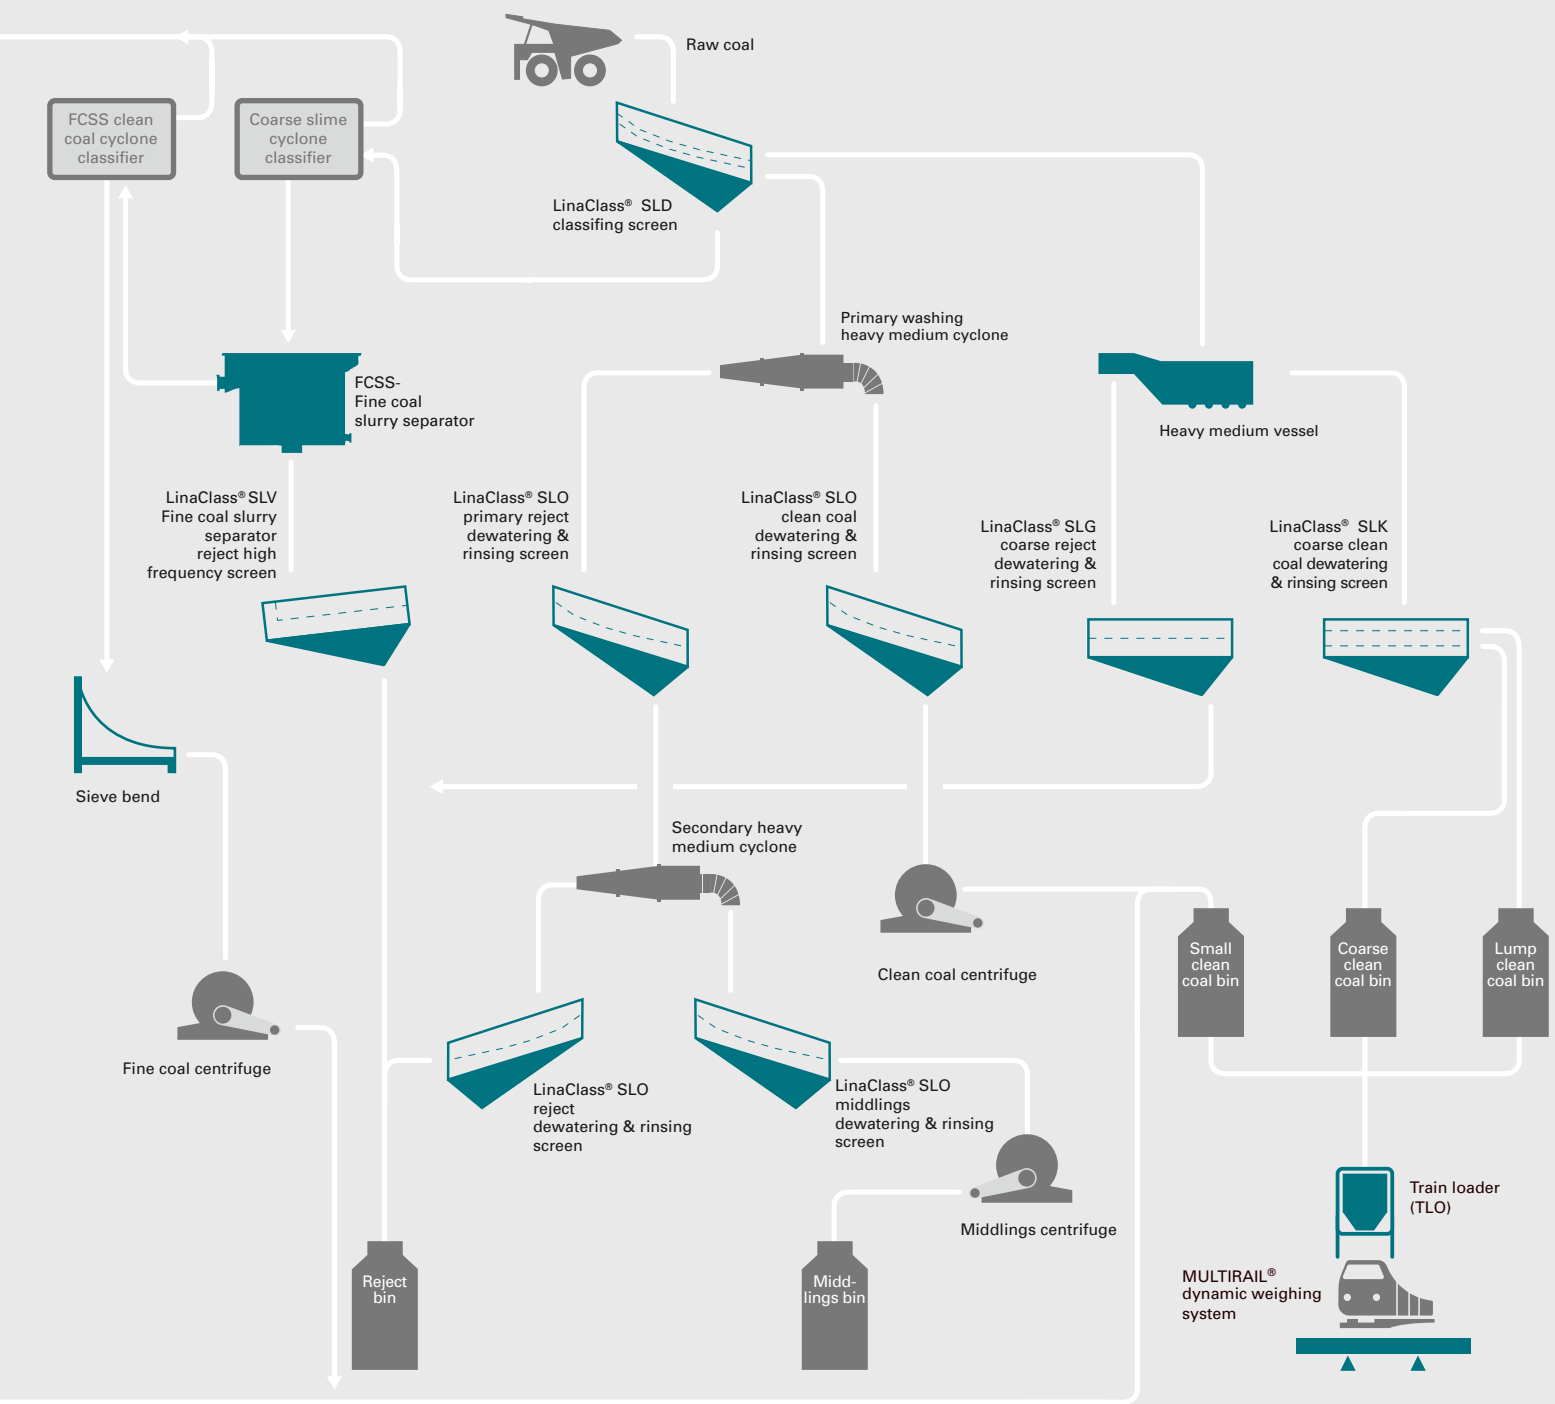 Raw coal
FCSS clean
coal cyclone
classifier
Coarse slime
cyclone
classifier
LinaClass® SLD
classifing screen
Primary washing
heavy medium cyclone
FCSS-
Fine coal
slurry separator
Heavy medium vessel
LinaClass® SLV
Fine coal slurry
separator
reject high
frequency screen
LinaClass® SLO
primary reject
dewatering &
rinsing screen
LinaClass® SLO
clean coal
dewatering &
rinsing screen
LinaClass® SLG
coarse reject
dewatering &
rinsing screen
LinaClass® SLK
coarse clean
coal dewatering
& rinsing screen
Sieve bend
Secondary heavy
medium cyclone
Clean coal centrifuge
Small
clean
coal bin
Coarse
clean
coal bin
Lump
clean
coal bin
Fine coal centrifuge
LinaClass® SLO
reject
dewatering & rinsing
screen
LinaClass® SLO
middlings
dewatering & rinsing
screen
Middlings centrifuge
Train loader
(TLO)
Reject
bin
Midd-
lings bin
MULTIRAIL®
dynamic weighing
system